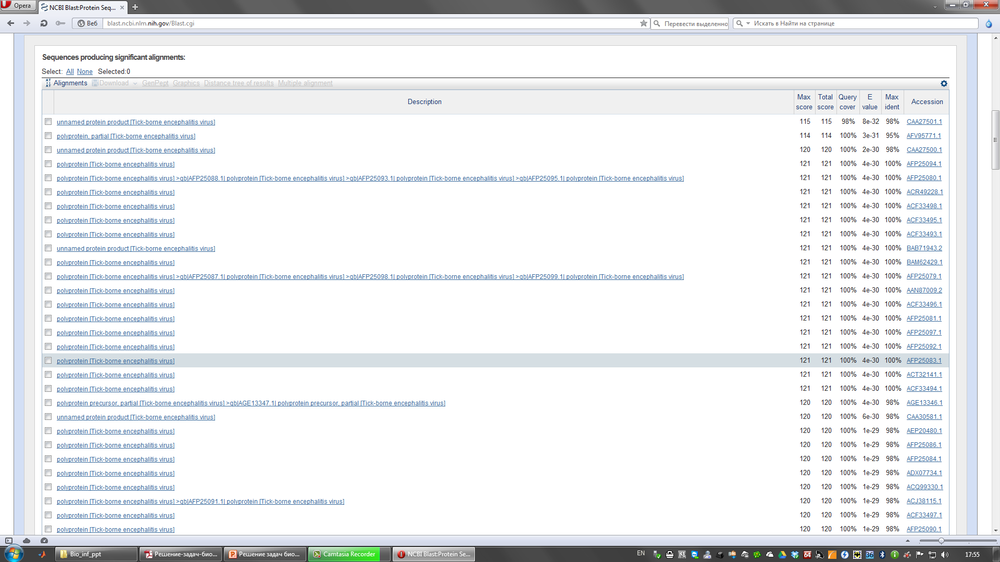 Opera
NCBI Blast:Protein Seq...
Веб
blast.ncbi.nlm.nih.gov/Blast.cgi
Перевести выделенно
Искать в Найти на странице
Sequences producing significant alignments:
Select: All None Selected:0
Alignments Download GenPept Graphics Distance tree of results Multiple alignment
Description Max score Total score Query cover E value Max ident Accession
unnamed protein product [Tick-borne encephalitis virus] 115 115 98% 8e-32 98% CAA27501.1
polyprotein, partial [Tick-borne encephalitis virus] 114 114 100% 3e-31 95% AFV95771.1
unnamed protein product [Tick-borne encephalitis virus] 120 120 100% 2e-30 98% CAA27500.1
polyprotein [Tick-borne encephalitis virus] 121 121 100% 4e-30 100% AFP25094.1
polyprotein [Tick-borne encephalitis virus] >gb|AFP25088.1| polyprotein [Tick-borne encephalitis virus] >gb|AFP25093.1| polyprotein [Tick-borne encephalitis virus] >gb|AFP25095.1| polyprotein [Tick-borne encephalitis virus] 121 121 100% 4e-30 100% AFP25080.1
polyprotein [Tick-borne encephalitis virus] 121 121 100% 4e-30 100% ACR49228.1
polyprotein [Tick-borne encephalitis virus] 121 121 100% 4e-30 100% ACF33498.1
polyprotein [Tick-borne encephalitis virus] 121 121 100% 4e-30 100% ACF33495.1
polyprotein [Tick-borne encephalitis virus] 121 121 100% 4e-30 100% ACF33493.1
unnamed protein product [Tick-borne encephalitis virus] 121 121 100% 4e-30 100% BAB71943.2
polyprotein [Tick-borne encephalitis virus] 121 121 100% 4e-30 100% BAM62429.1
polyprotein [Tick-borne encephalitis virus] >gb|AFP25087.1| polyprotein [Tick-borne encephalitis virus] >gb|AFP25098.1| polyprotein [Tick-borne encephalitis virus] >gb|AFP25099.1| polyprotein [Tick-borne encephalitis virus] 121 121 100% 4e-30 100% AFP25079.1
polyprotein [Tick-borne encephalitis virus] 121 121 100% 4e-30 100% AAN87009.2
polyprotein [Tick-borne encephalitis virus] 121 121 100% 4e-30 100% ACF33496.1
polyprotein [Tick-borne encephalitis virus] 121 121 100% 4e-30 100% AFP25081.1
polyprotein [Tick-borne encephalitis virus] 121 121 100% 4e-30 100% AFP25097.1
polyprotein [Tick-borne encephalitis virus] 121 121 100% 4e-30 100% AFP25092.1
polyprotein [Tick-borne encephalitis virus] 121 121 100% 4e-30 100% AFP25083.1
polyprotein [Tick-borne encephalitis virus] 121 121 100% 4e-30 100% ACT32141.1
polyprotein [Tick-borne encephalitis virus] 121 121 100% 4e-30 100% ACF33494.1
polyprotein precursor, partial [Tick-borne encephalitis virus] >gb|AGE13347.1| polyprotein precursor, partial [Tick-borne encephalitis virus] 120 120 100% 4e-30 98% AGE13346.1
unnamed protein product [Tick-borne encephalitis virus] 120 120 100% 6e-30 98% CAA30581.1
polyprotein [Tick-borne encephalitis virus] 120 120 100% 1e-29 98% AEP20480.1
polyprotein [Tick-borne encephalitis virus] 120 120 100% 1e-29 98% AFP25086.1
polyprotein [Tick-borne encephalitis virus] 120 120 100% 1e-29 98% AFP25084.1
polyprotein [Tick-borne encephalitis virus] 120 120 100% 1e-29 98% ADX07734.1
polyprotein [Tick-borne encephalitis virus] 120 120 100% 1e-29 98% ACQ99330.1
polyprotein [Tick-borne encephalitis virus] >gb|AFP25091.1| polyprotein [Tick-borne encephalitis virus] 120 120 100% 1e-29 98% ACJ38115.1
polyprotein [Tick-borne encephalitis virus] 120 120 100% 1e-29 98% ACF33497.1
polyprotein [Tick-borne encephalitis virus] 120 120 100% 1e-29 98% AFP25090.1
Bio_inf_ppt
Решение-задач-био...
Решение задач био...
Camtasia Recorder
NCBI Blast:Protein Se...
EN
64
36
17:55